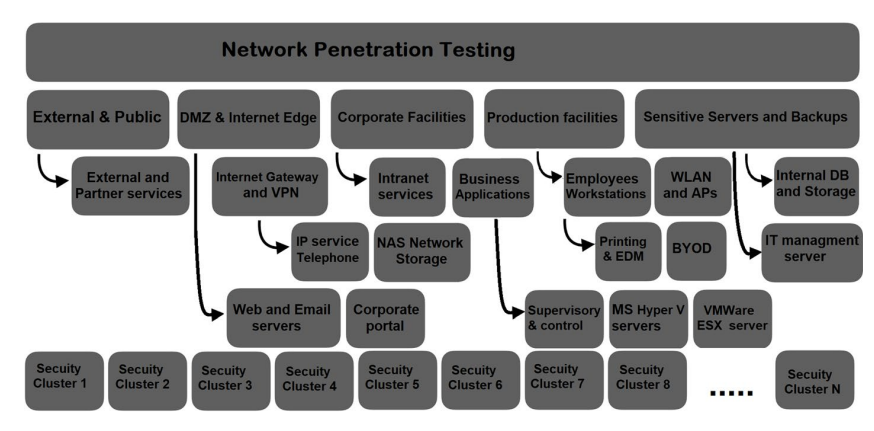 Network Penetration Testing
External & Public
DMZ & Internet Edge
Corporate Facilities
Production facilities
Sensitive Servers and Backups
External and
Partner services
Internet Gateway
and VPN
Intranet
services
Business
Applications
Employees
Workstations
WLAN
and APs
Internal DB
and Storage
IP service
Telephone
NAS Network
Storage
Printing
& EDM
BYOD
IT managment
server
Web and Email
servers
Corporate
portal
Supervisory
& control
MS Hyper V
servers
VMWare
ESX server
Secuity
Cluster 1
Secuity
Cluster 2
Secuity
Cluster 3
Secuity
Cluster 4
Secuity
Cluster 5
Secuity
Cluster 6
Secuity
Cluster 7
Secuity
Cluster 8
.....
Secuity
Cluster N